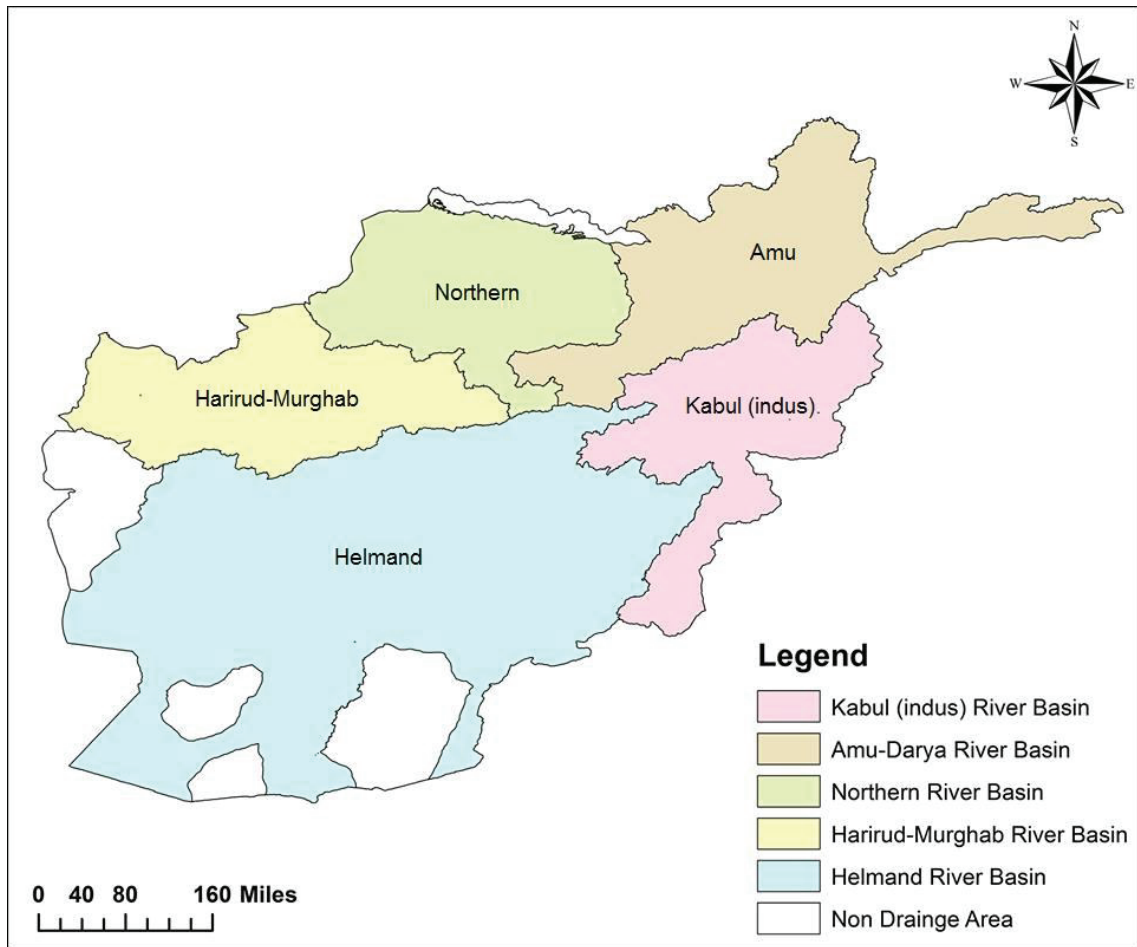 N
W E
S
Amu
Northern
Harirud-Murghab
Kabul (indus).
Helmand
Legend
Kabul (indus) River Basin
Amu-Darya River Basin
Northern River Basin
Harirud-Murghab River Basin
Helmand River Basin
Non Drainge Area
0 40 80 160 Miles